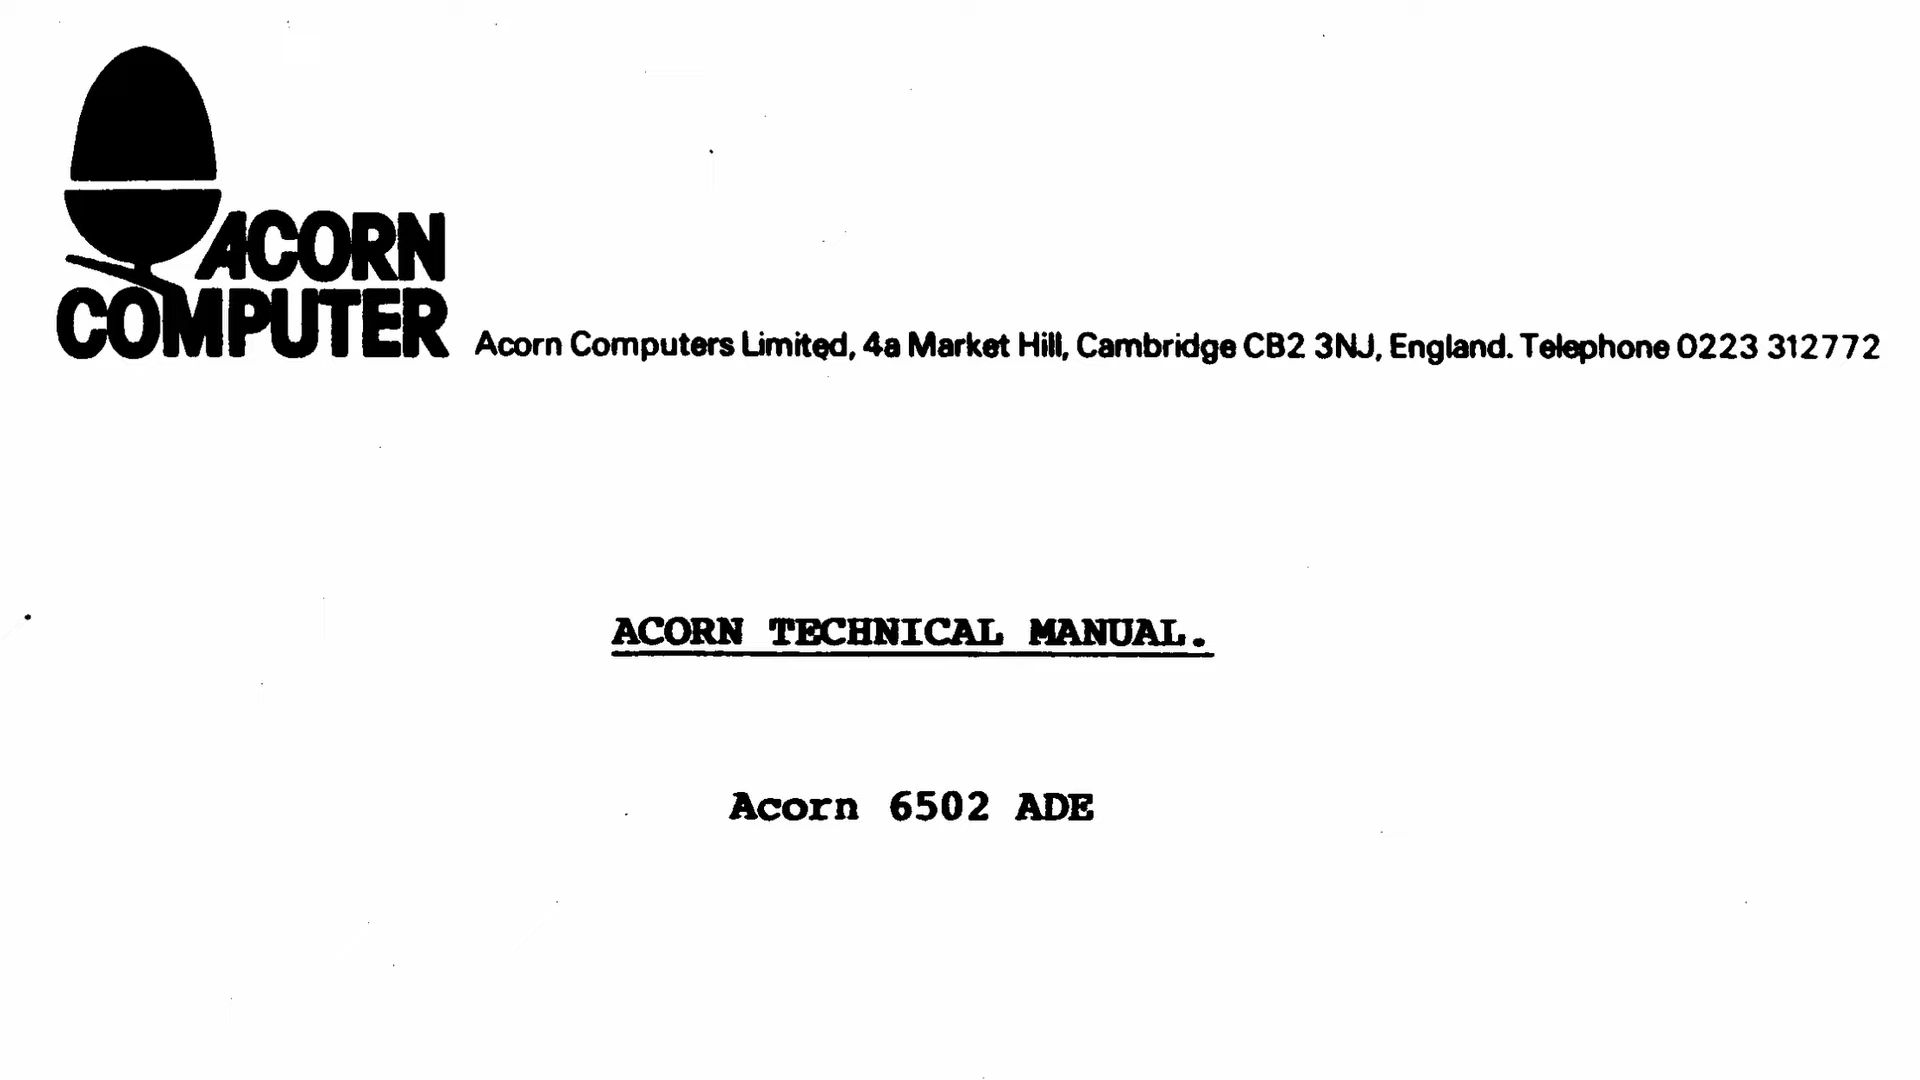 ACORN
COMPUTER
Acorn Computers Limited, 4a Market Hill, Cambridge CB2 3NJ, England. Telephone 0223 312772
ACORN TECHNICAL MANUAL.
Acorn 6502 ADE